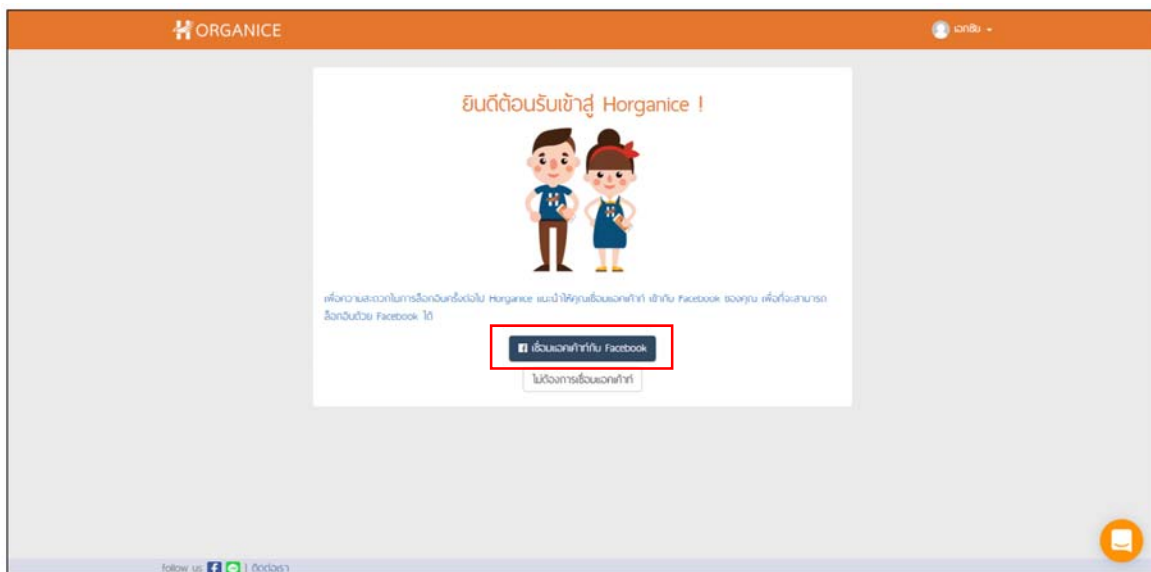 HORGANICE
เอกชัย
ยินดีต้อนรับเข้าสู่ Horganice !
เพื่อความสะดวกในการล็อกอินครั้งต่อไป Horganice แนะนำให้คุณเชื่อมแอคเค้าท์ เข้ากับ Facebook ของคุณ เพื่อที่จะสามารถ
ล็อกอินด้วย Facebook ได้
เชื่อมแอคเค้าท์กับ Facebook
ไม่ต้องการเชื่อมแอคเค้าท์
follow us | ติดต่อเรา